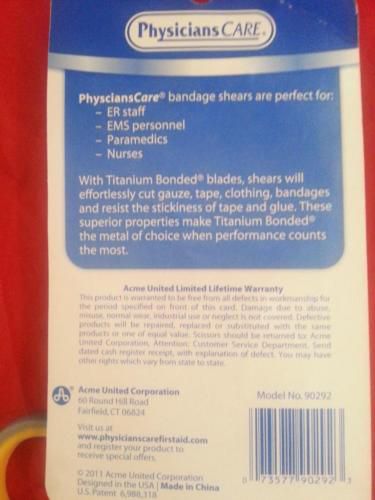 PhysiciansCARE®
PhysciansCare® bandage shears are perfect for:
– ER staff
– EMS personnel
– Paramedics
– Nurses
With Titanium Bonded® blades, shears will
effortlessly cut gauze, tape, clothing, bandages
and resist the stickiness of tape and glue. These
superior properties make Titanium Bonded®
the metal of choice when performance counts
the most.
Acme United Limited Lifetime Warranty
This product is warranted to be free from all defects in workmanship for
the period specified on front of this card. Damage due to abuse,
misuse, normal wear, industrial use or neglect is not covered. Defective
products will be repaired, replaced or substituted with the same
products or one of equal value. Scissors should be returned to: Acme
United Corporation, Attention: Customer Service Department. Send
dated cash register receipt, with explanation of defect. You may have
other rights which vary from state to state.
Acme United Corporation
60 Round Hill Road
Fairfield, CT 06824
Model No. 90292
Visit us at
www.physicianscarefirstaid.com
and register your product to
receive special offers.
© 2011 Acme United Corporation
Designed in the USA | Made in China
U.S. Patent 6,988,318
0 73577 90292 3